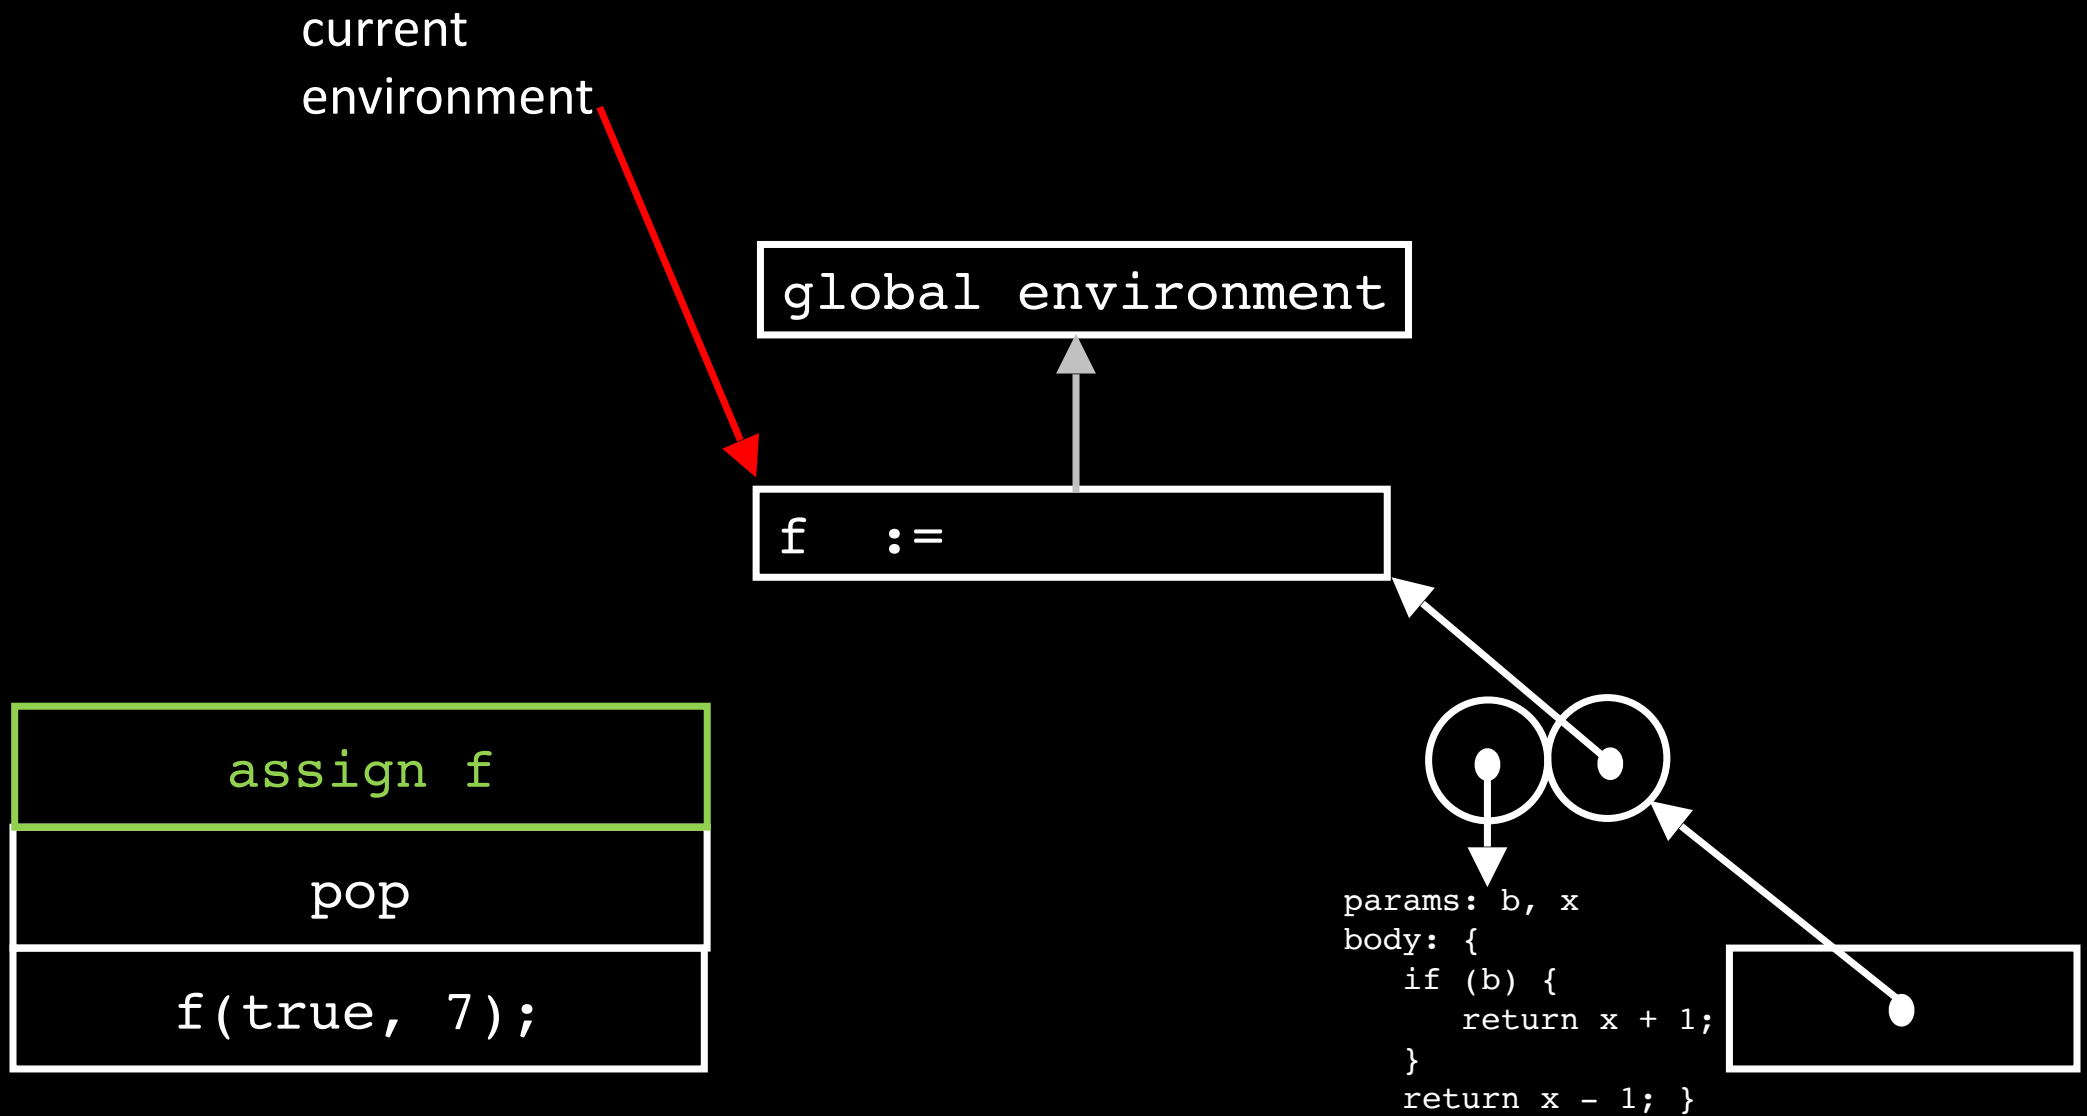 current
environment
global environment
f  :=
assign f
pop
f(true, 7);
params: b, x
body: {
   if (b) {
      return x + 1;
   }
   return x – 1; }